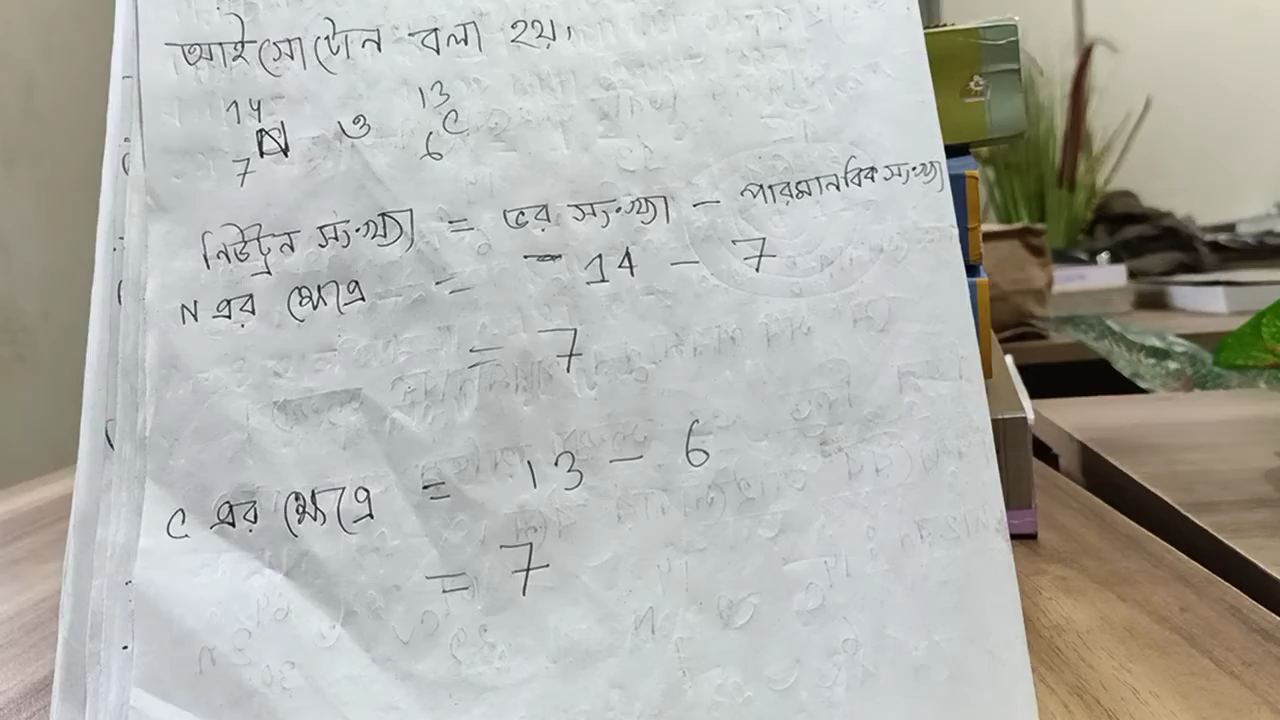 আইসোটোন বলা হয়।
14 13
N ও C
7 6
নিউট্রন সংখ্যা = ভর সংখ্যা - পারমানবিক সংখ্যা
N এর ক্ষেত্রে = - 14 - 7
= 7
C এর ক্ষেত্রে = 13 - 6
= 7